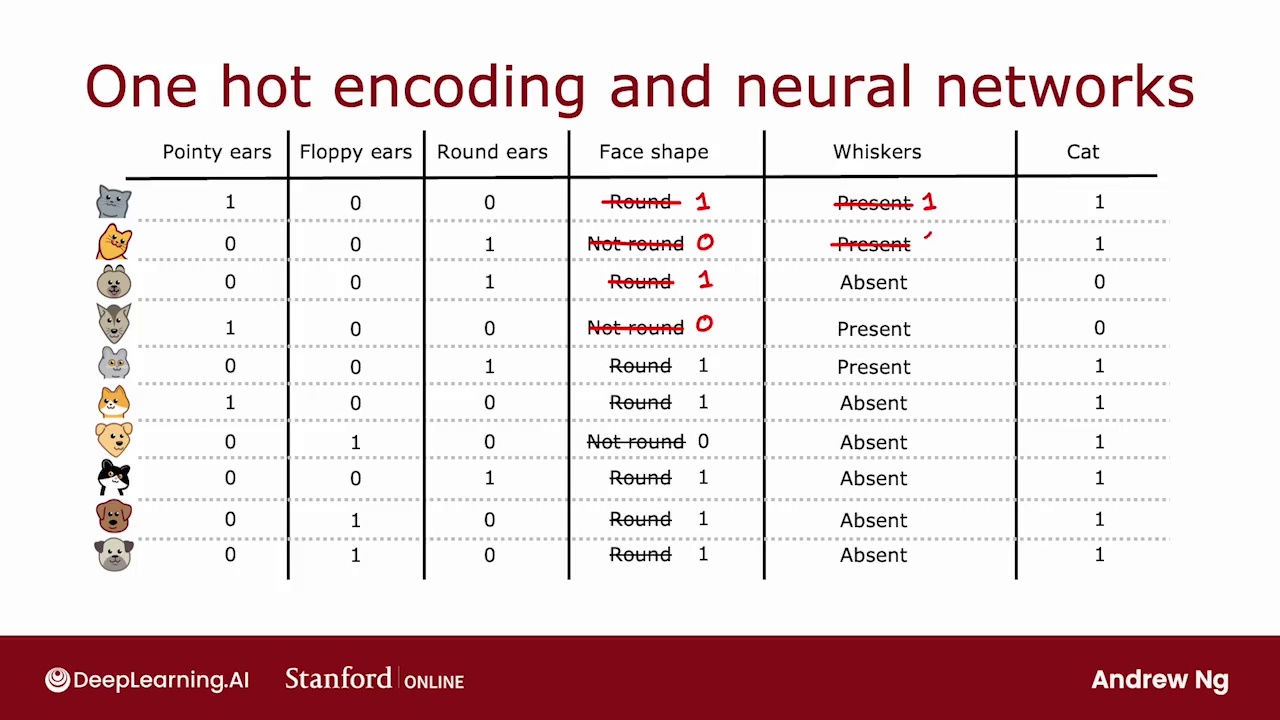 One hot encoding and neural networks
Pointy ears Floppy ears Round ears Face shape Whiskers Cat
1 0 0 Round 1 Present 1 1
0 0 1 Not round 0 Present 1
0 0 1 Round 1 Absent 0
1 0 0 Not round 0 Present 0
0 0 1 Round 1 Present 1
1 0 0 Round 1 Absent 1
0 1 0 Not round 0 Absent 1
0 0 1 Round 1 Absent 1
0 1 0 Round 1 Absent 1
0 1 0 Round 1 Absent 1
DeepLearning.AI Stanford ONLINE Andrew Ng